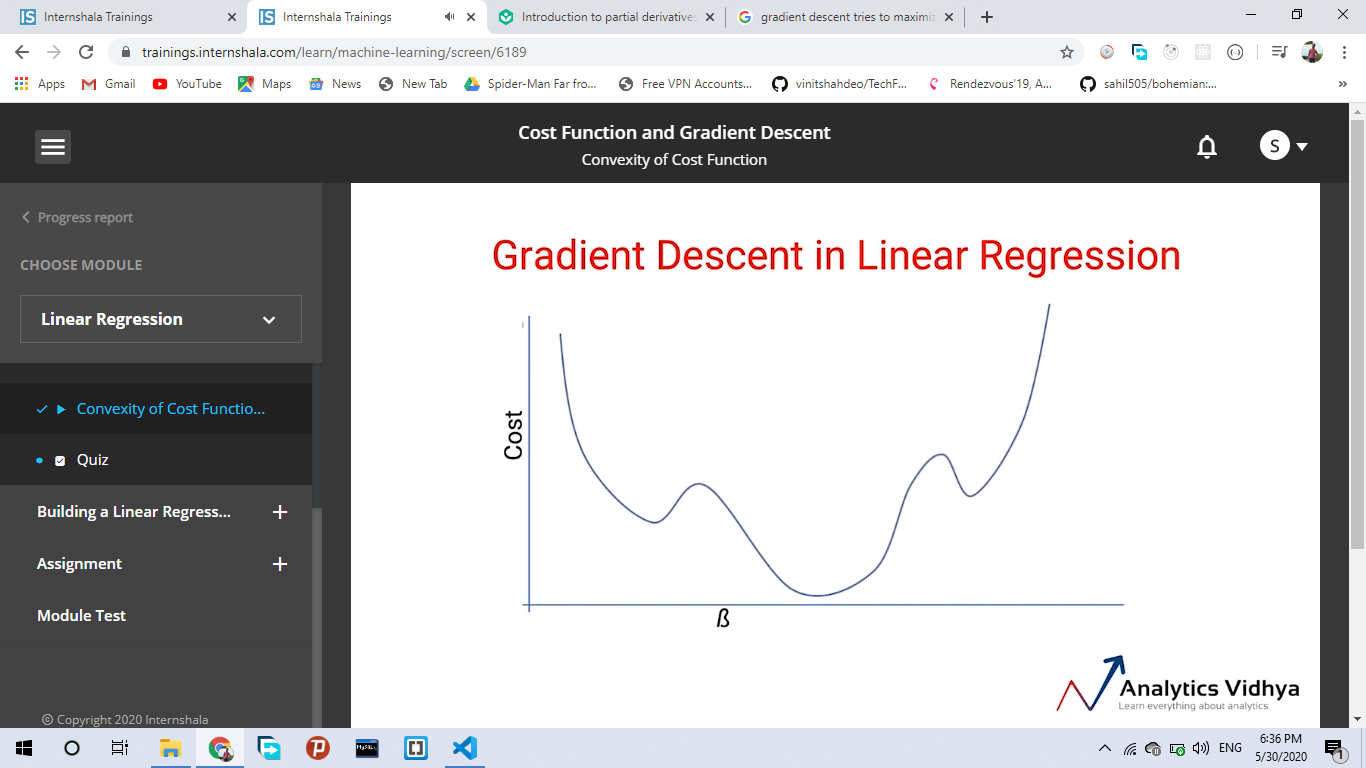 Internshala Trainings
Internshala Trainings
Introduction to partial derivatives
gradient descent tries to maximiz
trainings.internshala.com/learn/machine-learning/screen/6189
Apps
Gmail
YouTube
Maps
News
New Tab
Spider-Man Far fro...
Free VPN Accounts...
vinitshahdeo/TechF...
Rendezvous'19, A...
sahil505/bohemian:...
Cost Function and Gradient Descent
Convexity of Cost Function
S
Progress report
CHOOSE MODULE
Linear Regression
Convexity of Cost Functio...
Quiz
Building a Linear Regress...
Assignment
Module Test
© Copyright 2020 Internshala
Gradient Descent in Linear Regression
Cost
ß
Analytics Vidhya
Learn everything about analytics
ENG
6:36 PM
5/30/2020
1